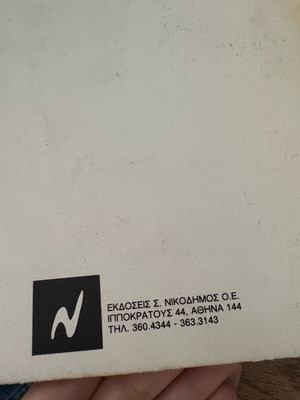 ΕΚΔΟΣΕΙΣ Σ. ΝΙΚΟΔΗΜΟΣ Ο.Ε.
ΙΠΠΟΚΡΑΤΟΥΣ 44, ΑΘΗΝΑ 144
ΤΗΛ. 360.4344 - 363.3143